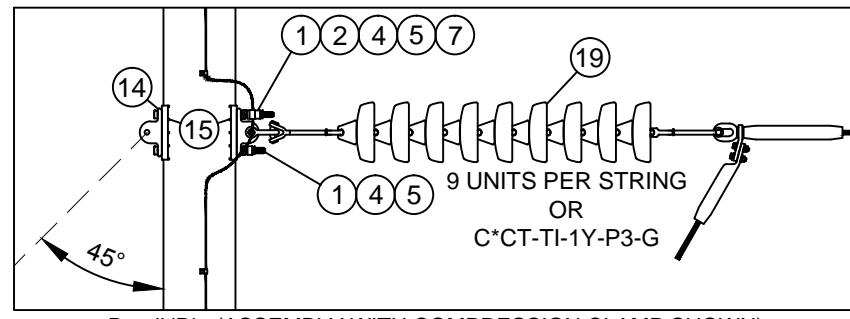 1 2 4 5 7
19
14
15
1 4 5
9 UNITS PER STRING
OR
C*CT-TI-1Y-P3-G
45°